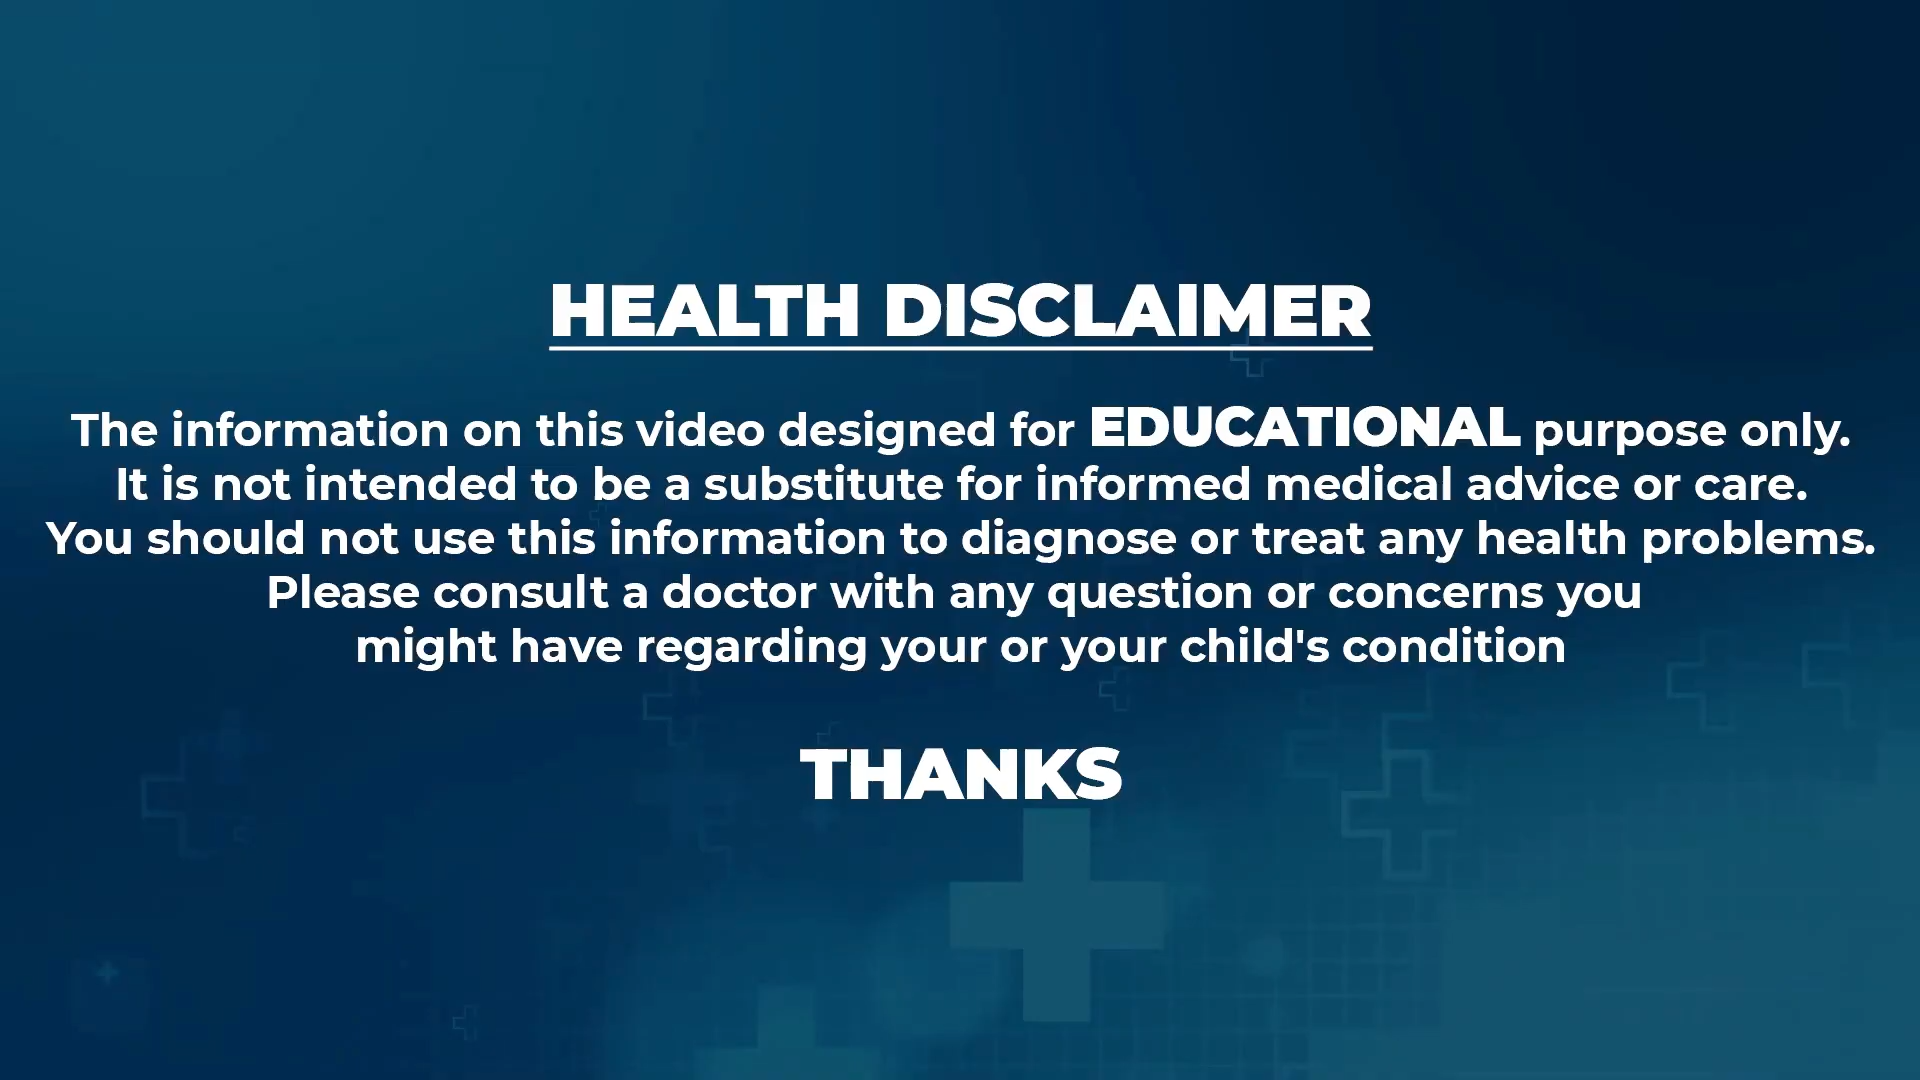 HEALTH DISCLAIMER
The information on this video designed for EDUCATIONAL purpose only.
It is not intended to be a substitute for informed medical advice or care.
You should not use this information to diagnose or treat any health problems.
Please consult a doctor with any question or concerns you
might have regarding your or your child's condition
THANKS